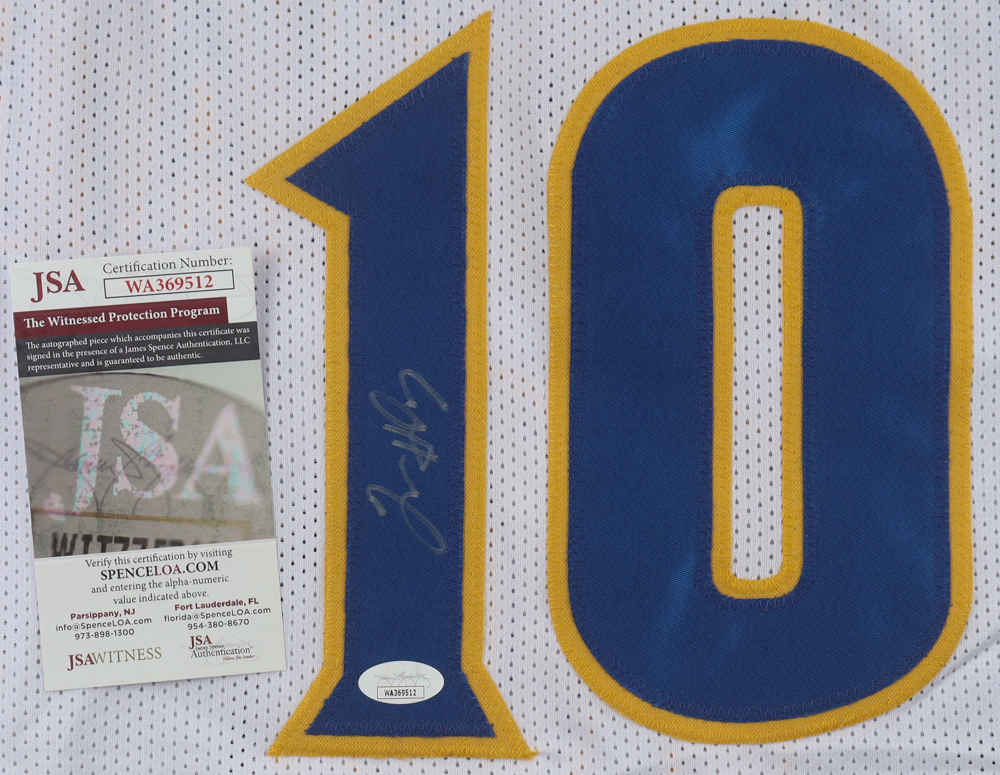 JSA
Certification Number:
WA369512
The Witnessed Protection Program
The autographed piece which accompanies this certificate was
signed in the presence of a James Spence Authentication, LLC
representative and is guaranteed to be authentic.
JSA
Verify this certification by visiting
SPENCELOA.COM
and entering the alpha-numeric
value indicated above.
Parsippany, NJ
info@SpenceLOA.com
973-898-1300
Fort Lauderdale, FL
florida@SpenceLOA.com
954-380-8670
JSAWITNESS
JSA
Authentication
10
WA369512